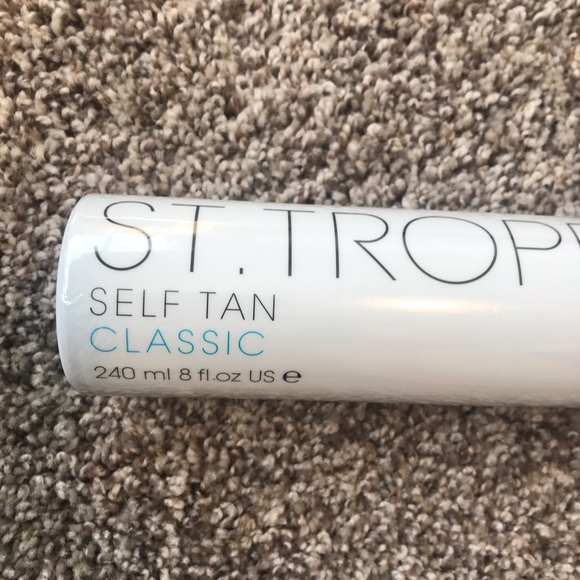 ST.TROP
SELF TAN
CLASSIC
240 ml 8 fl.oz US ℮